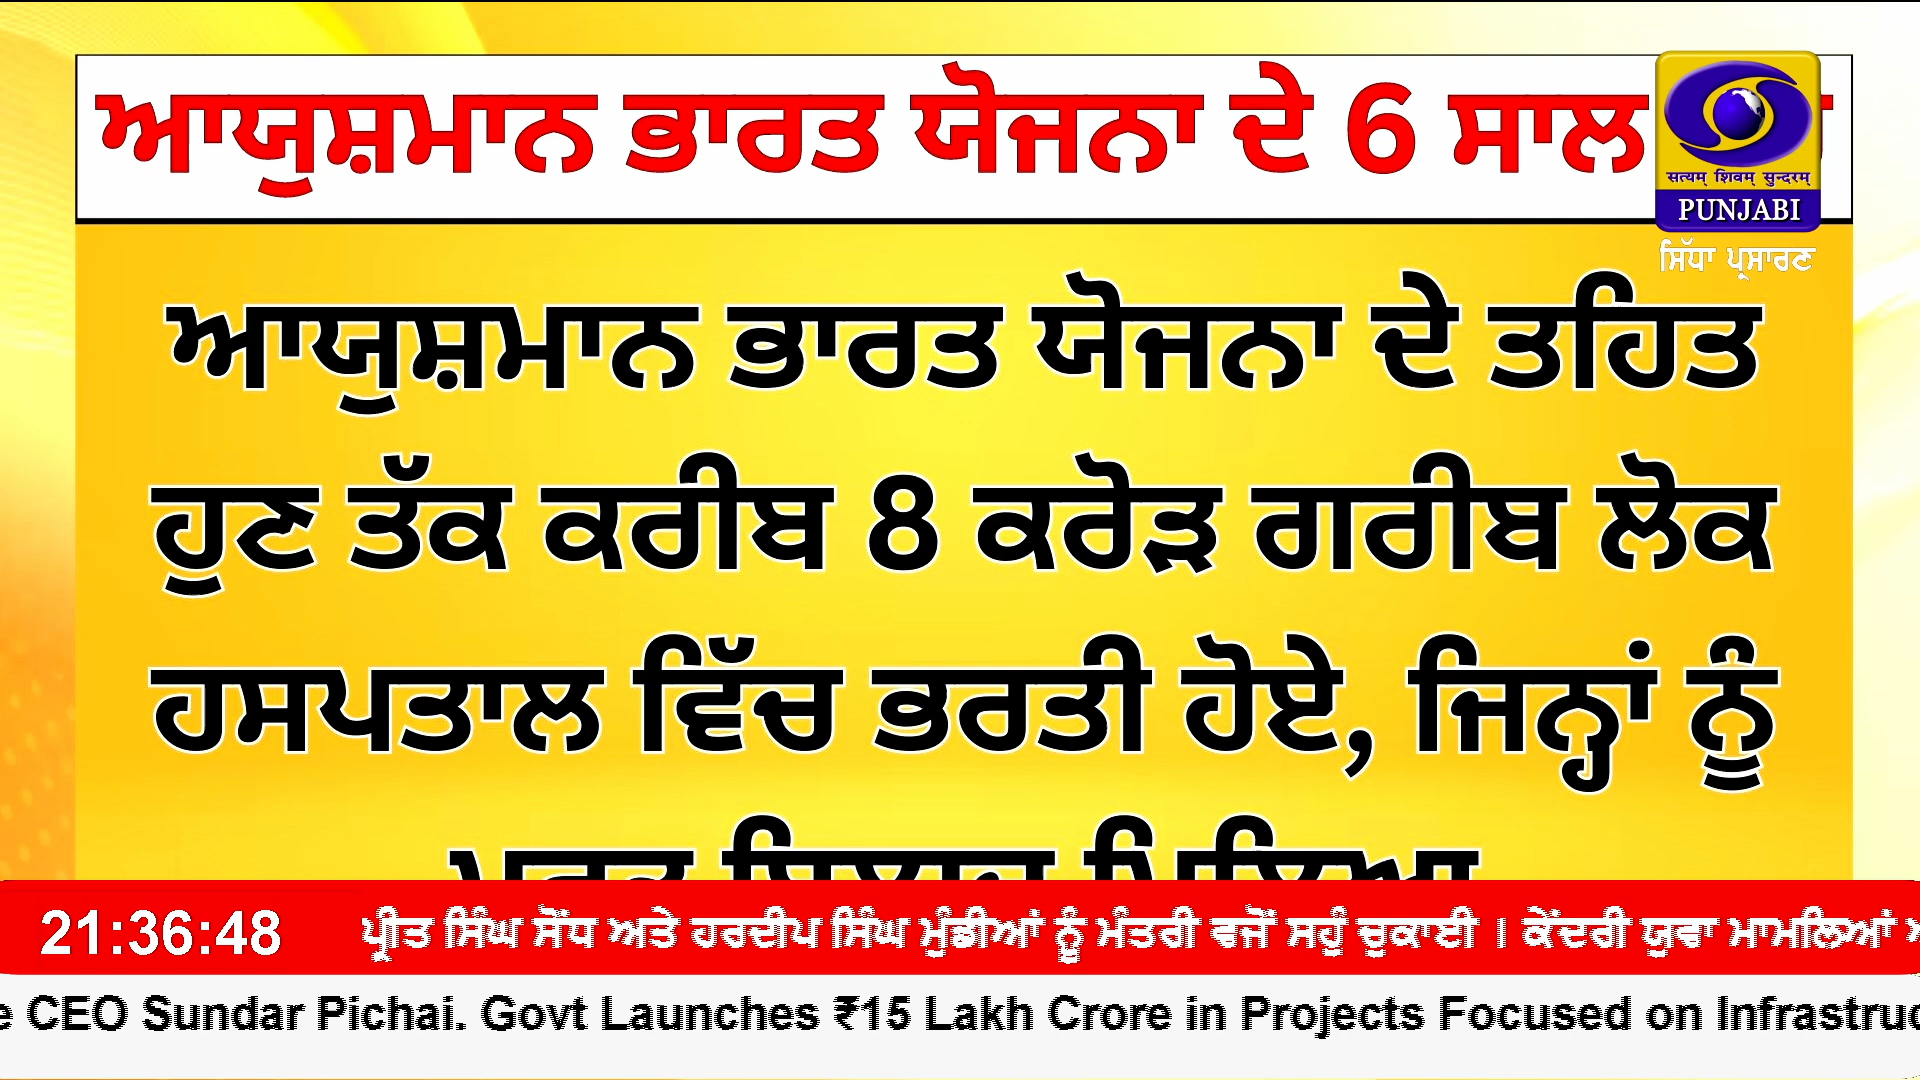 ਆਯੁਸ਼ਮਾਨ ਭਾਰਤ ਯੋਜਨਾ ਦੇ 6 ਸਾਲ
सत्यम् शिवम् सुन्दरम्
PUNJABI
ਸਿੱਧਾ ਪ੍ਰਸਾਰਣ
ਆਯੁਸ਼ਮਾਨ ਭਾਰਤ ਯੋਜਨਾ ਦੇ ਤਹਿਤ
ਹੁਣ ਤੱਕ ਕਰੀਬ 8 ਕਰੋੜ ਗਰੀਬ ਲੋਕ
ਹਸਪਤਾਲ ਵਿੱਚ ਭਰਤੀ ਹੋਏ, ਜਿਨ੍ਹਾਂ ਨੂੰ
21:36:48
ਪ੍ਰੀਤ ਸਿੰਘ ਸੋਂਧ ਅਤੇ ਹਰਦੀਪ ਸਿੰਘ ਮੁੰਡੀਆਂ ਨੂੰ ਮੰਤਰੀ ਵਜੋਂ ਸਹੁੰ ਚੁਕਾਈ । ਕੇਂਦਰੀ ਯੁਵਾ ਮਾਮਲਿਆਂ
CEO Sundar Pichai. Govt Launches ₹15 Lakh Crore in Projects Focused on Infrastruc